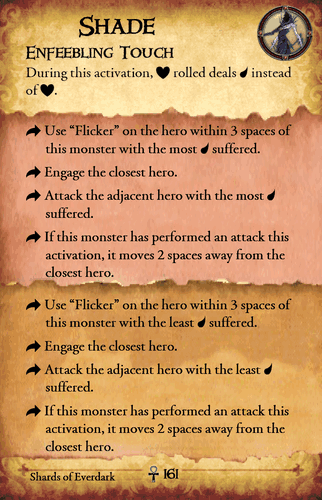 Shade
Enfeebling Touch
During this activation, ♥ rolled deals 💧 instead
of ♥.
Use “Flicker” on the hero within 3 spaces of
this monster with the most 💧 suffered.
Engage the closest hero.
Attack the adjacent hero with the most 💧
suffered.
If this monster has performed an attack this
activation, it moves 2 spaces away from the
closest hero.
Use “Flicker” on the hero within 3 spaces of
this monster with the least 💧 suffered.
Engage the closest hero.
Attack the adjacent hero with the least 💧
suffered.
If this monster has performed an attack this
activation, it moves 2 spaces away from the
closest hero.
Shards of Everdark ☥ 161